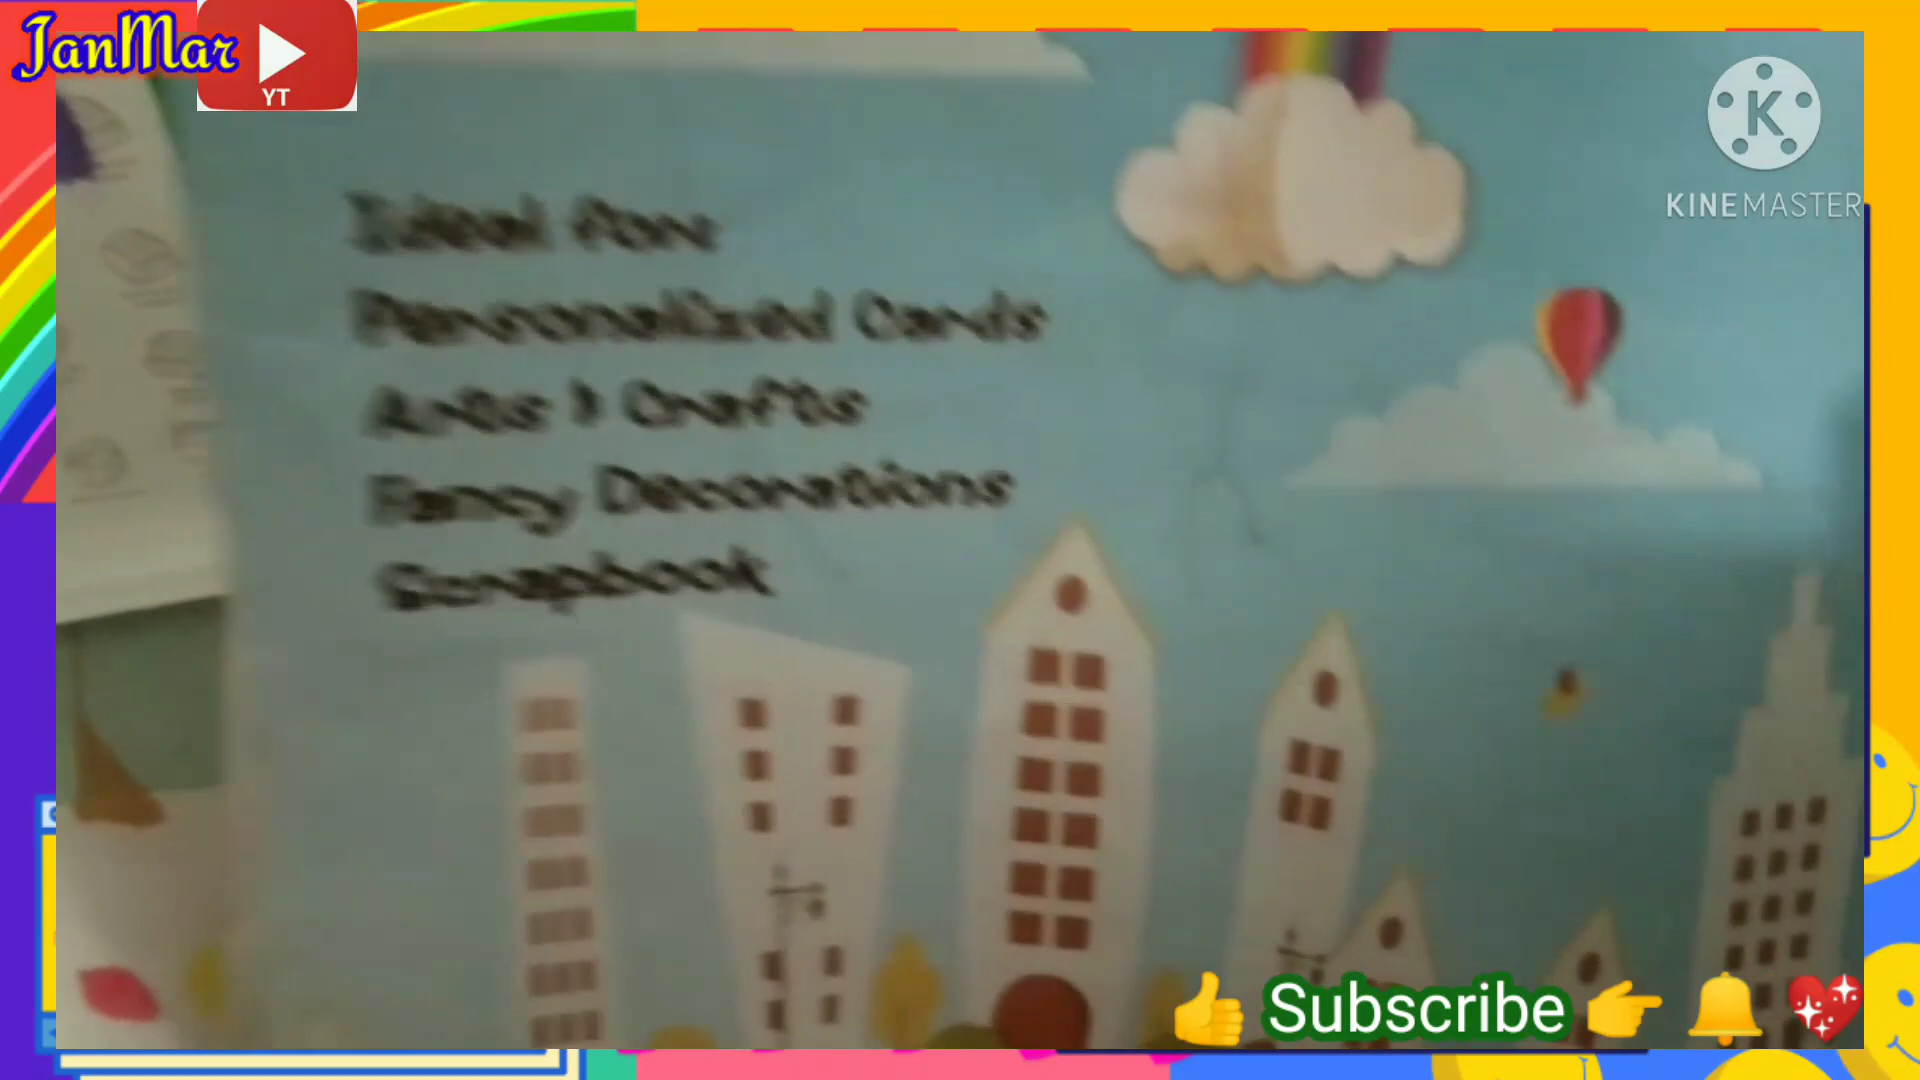 JanMar
YT
KINEMASTER
Ideal For:
Personalized Cards
Arts & Crafts
Fancy Decorations
Scrapbook
Subscribe